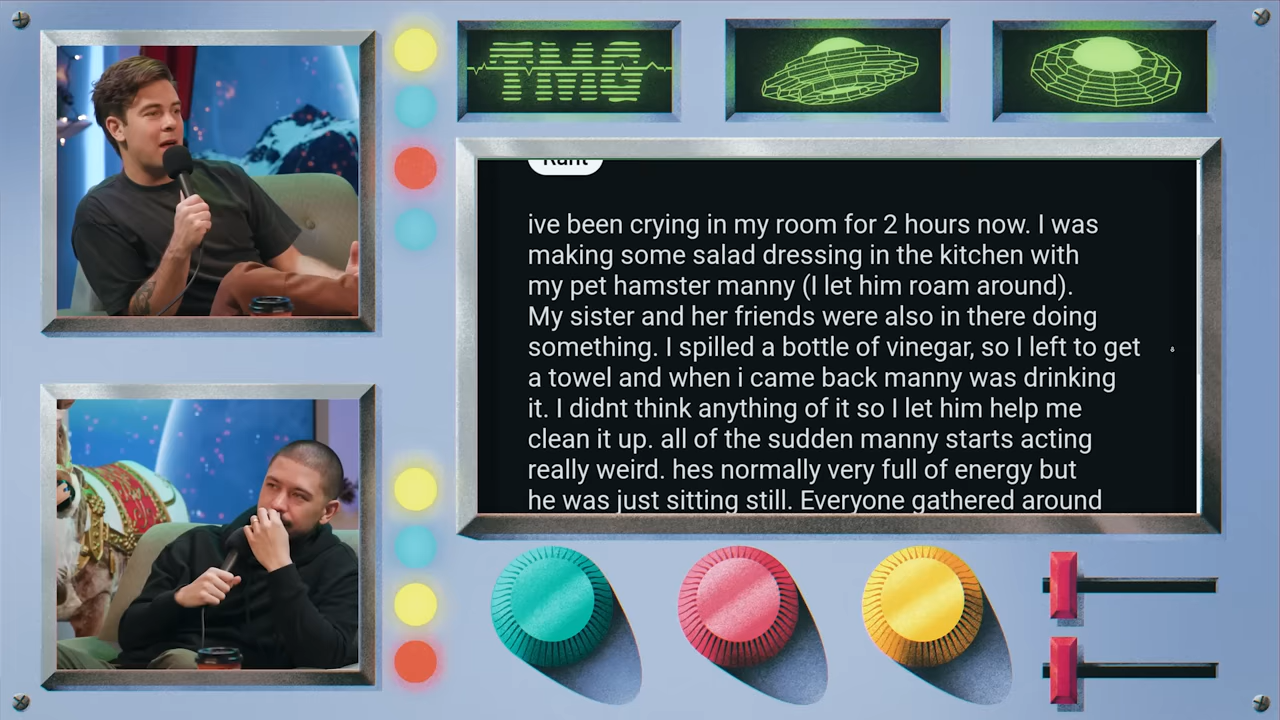 TMG
Rant
ive been crying in my room for 2 hours now. I was
making some salad dressing in the kitchen with
my pet hamster manny (I let him roam around).
My sister and her friends were also in there doing
something. I spilled a bottle of vinegar, so I left to get
a towel and when i came back manny was drinking
it. I didnt think anything of it so I let him help me
clean it up. all of the sudden manny starts acting
really weird. hes normally very full of energy but
he was just sitting still. Everyone gathered around